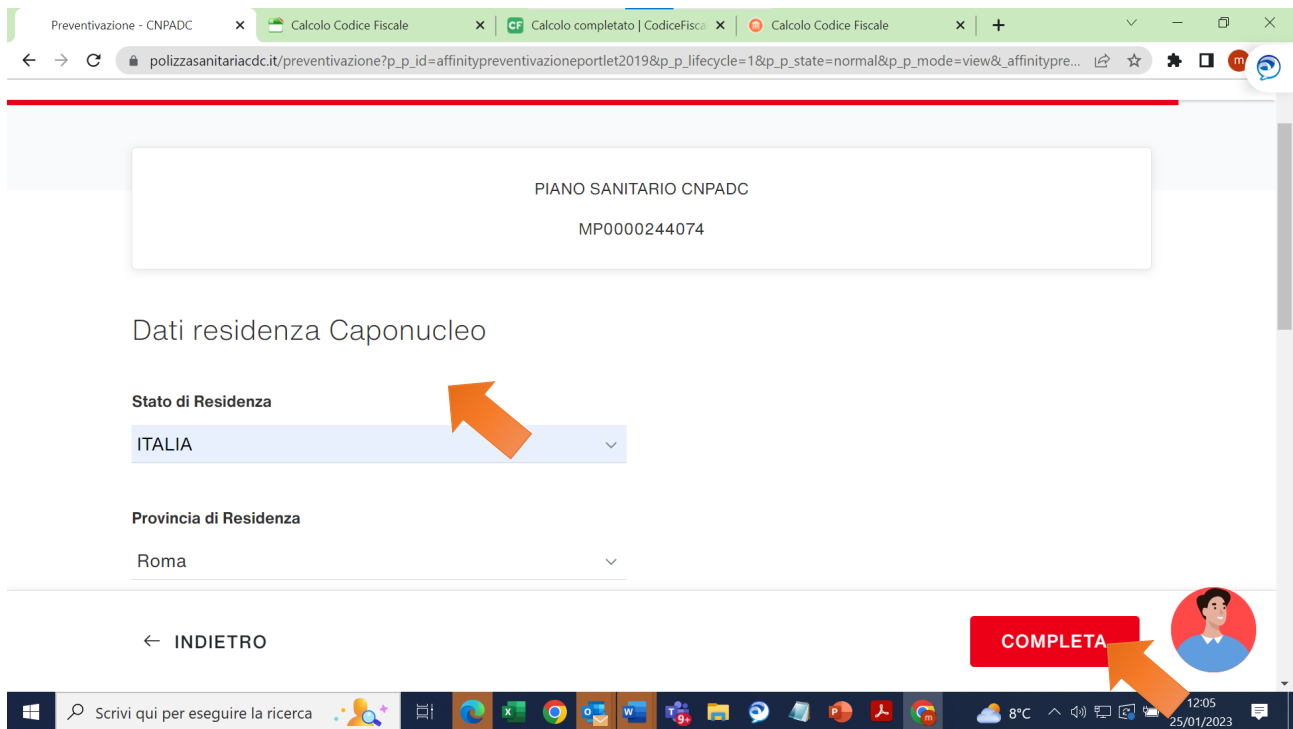 Preventivazione - CNPADC
Calcolo Codice Fiscale
CF Calcolo completato | CodiceFisca
Calcolo Codice Fiscale
polizzasanitariacdc.it/preventivazione?p_p_id=affinitypreventivazioneportlet2019&p_p_lifecycle=1&p_p_state=normal&p_p_mode=view&_affinitypre...
m
PIANO SANITARIO CNPADC
MP0000244074
Dati residenza Caponucleo
Stato di Residenza
ITALIA
Provincia di Residenza
Roma
← INDIETRO
COMPLETA
Scrivi qui per eseguire la ricerca
9+
8°C
12:05
25/01/2023